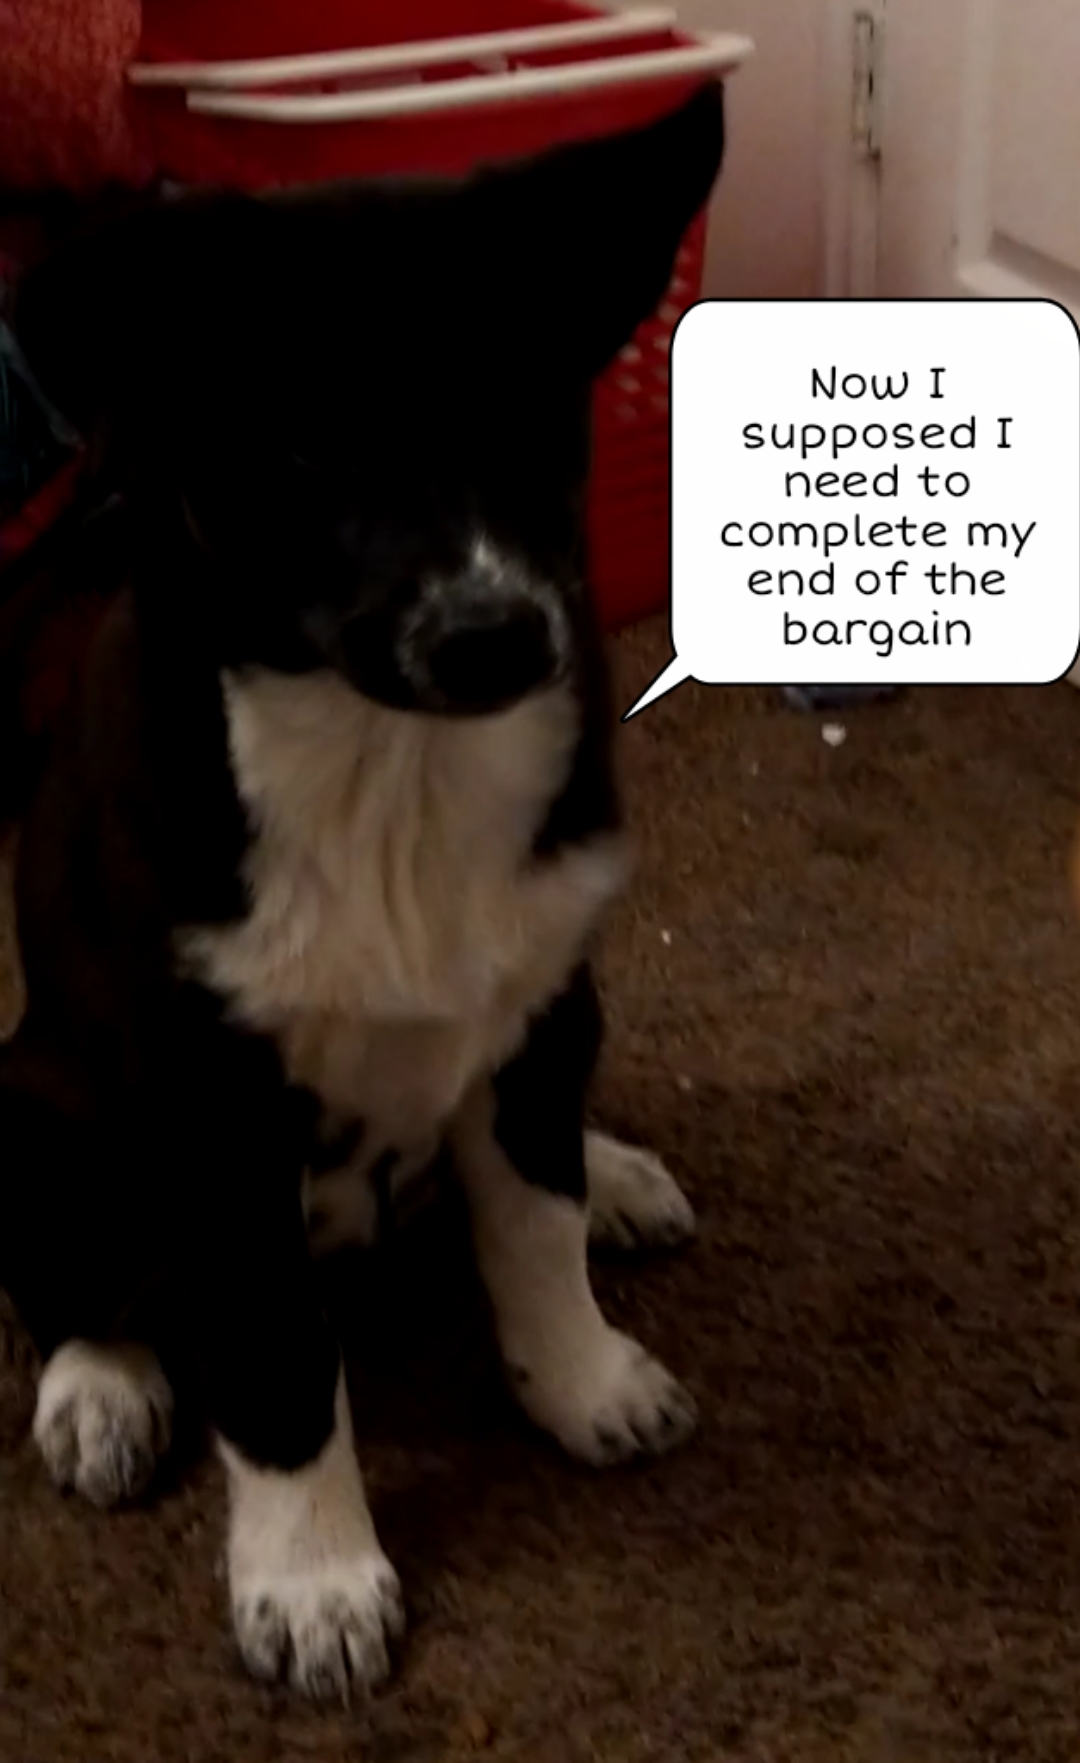 Now I
supposed I
need to
complete my
end of the
bargain